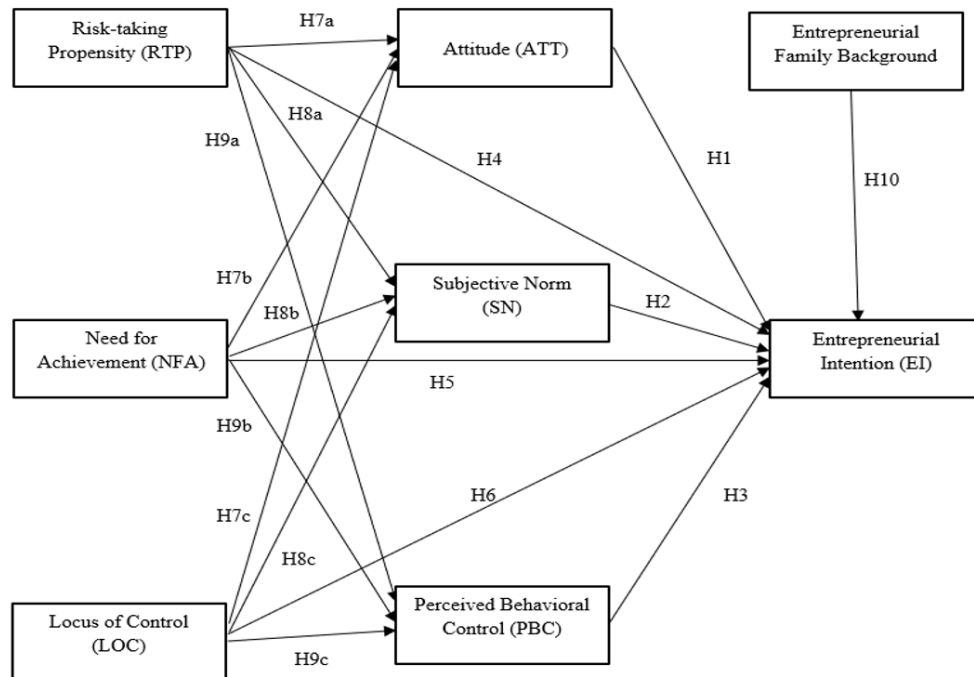 Risk-taking
Propensity (RTP)
H7a
Attitude (ATT)
Entrepreneurial
Family Background
H8a
H9a
H4
H1
H10
H7b
H8b
Subjective Norm
(SN)
H2
Need for
Achievement (NFA)
Entrepreneurial
Intention (EI)
H5
H9b
H6
H3
H7c
H8c
Locus of Control
(LOC)
Perceived Behavioral
Control (PBC)
H9c